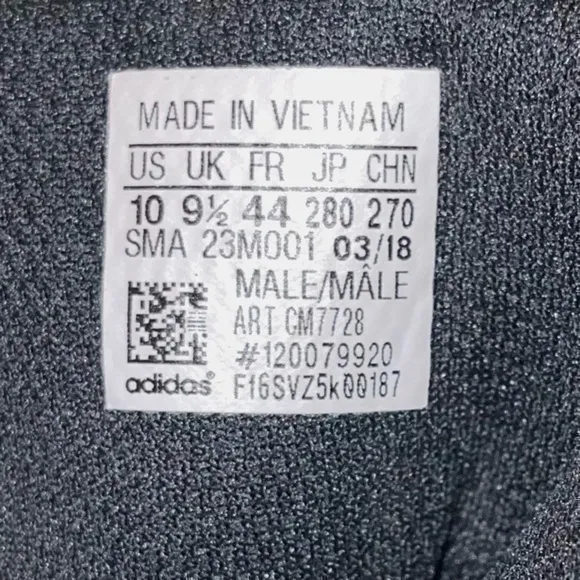 MADE IN VIETNAM
US UK FR JP CHN
10 9½ 44 280 270
SMA 23M001 03/18
MALE/MÂLE
ART CM7728
#120079920
adidas® F16SVZ5k00187